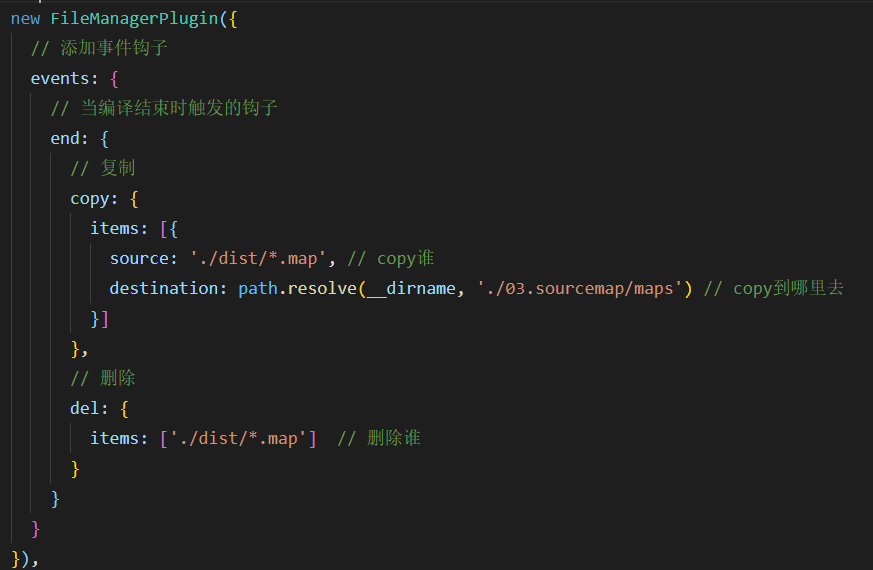 new FileManagerPlugin({
  // 添加事件钩子
  events: {
    // 当编译结束时触发的钩子
    end: {
      // 复制
      copy: {
        items: [{
          source: './dist/*.map', // copy谁
          destination: path.resolve(__dirname, './03.sourcemap/maps') // copy到哪里去
        }]
      },
      // 删除
      del: {
        items: ['./dist/*.map']  // 删除谁
      }
    }
  }
}),